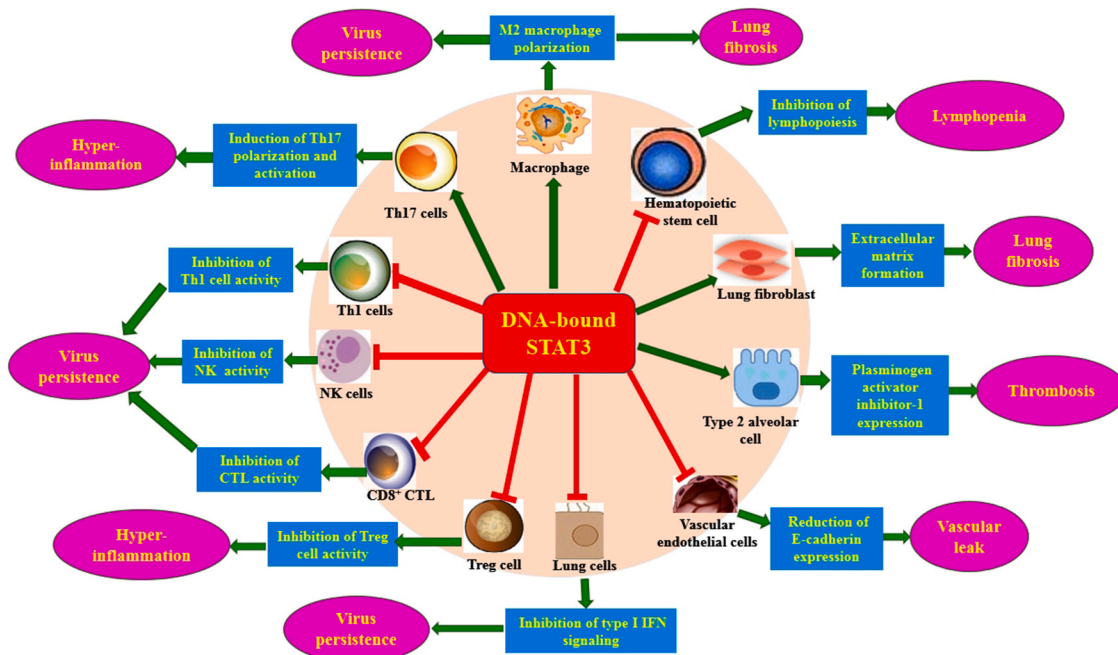 Virus
persistence
M2 macrophage
polarization
Lung
fibrosis
Inhibition of
lymphopoiesis
Lymphopenia
Hyper-
inflammation
Induction of Th17
polarization and
activation
Th17 cells
Macrophage
Hematopoietic
stem cell
Inhibition of
Th1 cell activity
Th1 cells
Lung fibroblast
Extracellular
matrix
formation
Lung
fibrosis
DNA-bound
STAT3
Virus
persistence
Inhibition of
NK activity
NK cells
Type 2 alveolar
cell
Plasminogen
activator
inhibitor-1
expression
Thrombosis
Inhibition of
CTL activity
CD8+ CTL
Hyper-
inflammation
Inhibition of Treg
cell activity
Treg cell
Lung cells
Vascular
endothelial cells
Reduction of
E-cadherin
expression
Vascular
leak
Virus
persistence
Inhibition of type I IFN
signaling